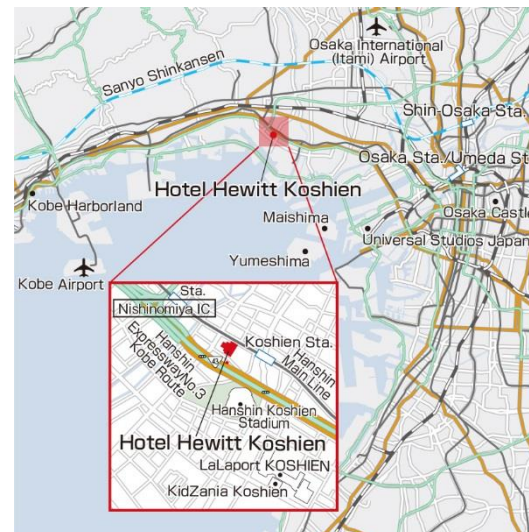 Osaka International
(Itami) Airport
Sanyo Shinkansen
Shin-Osaka Sta.
Osaka Sta./Umeda St
Hotel Hewitt Koshien
Kobe Harborland
Osaka Castle
Maishima
Universal Studios Japan
Yumeshima
Kobe Airport
Sta.
Nishinomiya IC
Koshien Sta.
Hanshin
Main Line
Hanshin
Expressway No.3
Kobe Route
Hanshin Koshien
Stadium
Hotel Hewitt Koshien
LaLaport KOSHIEN
KidZania Koshien